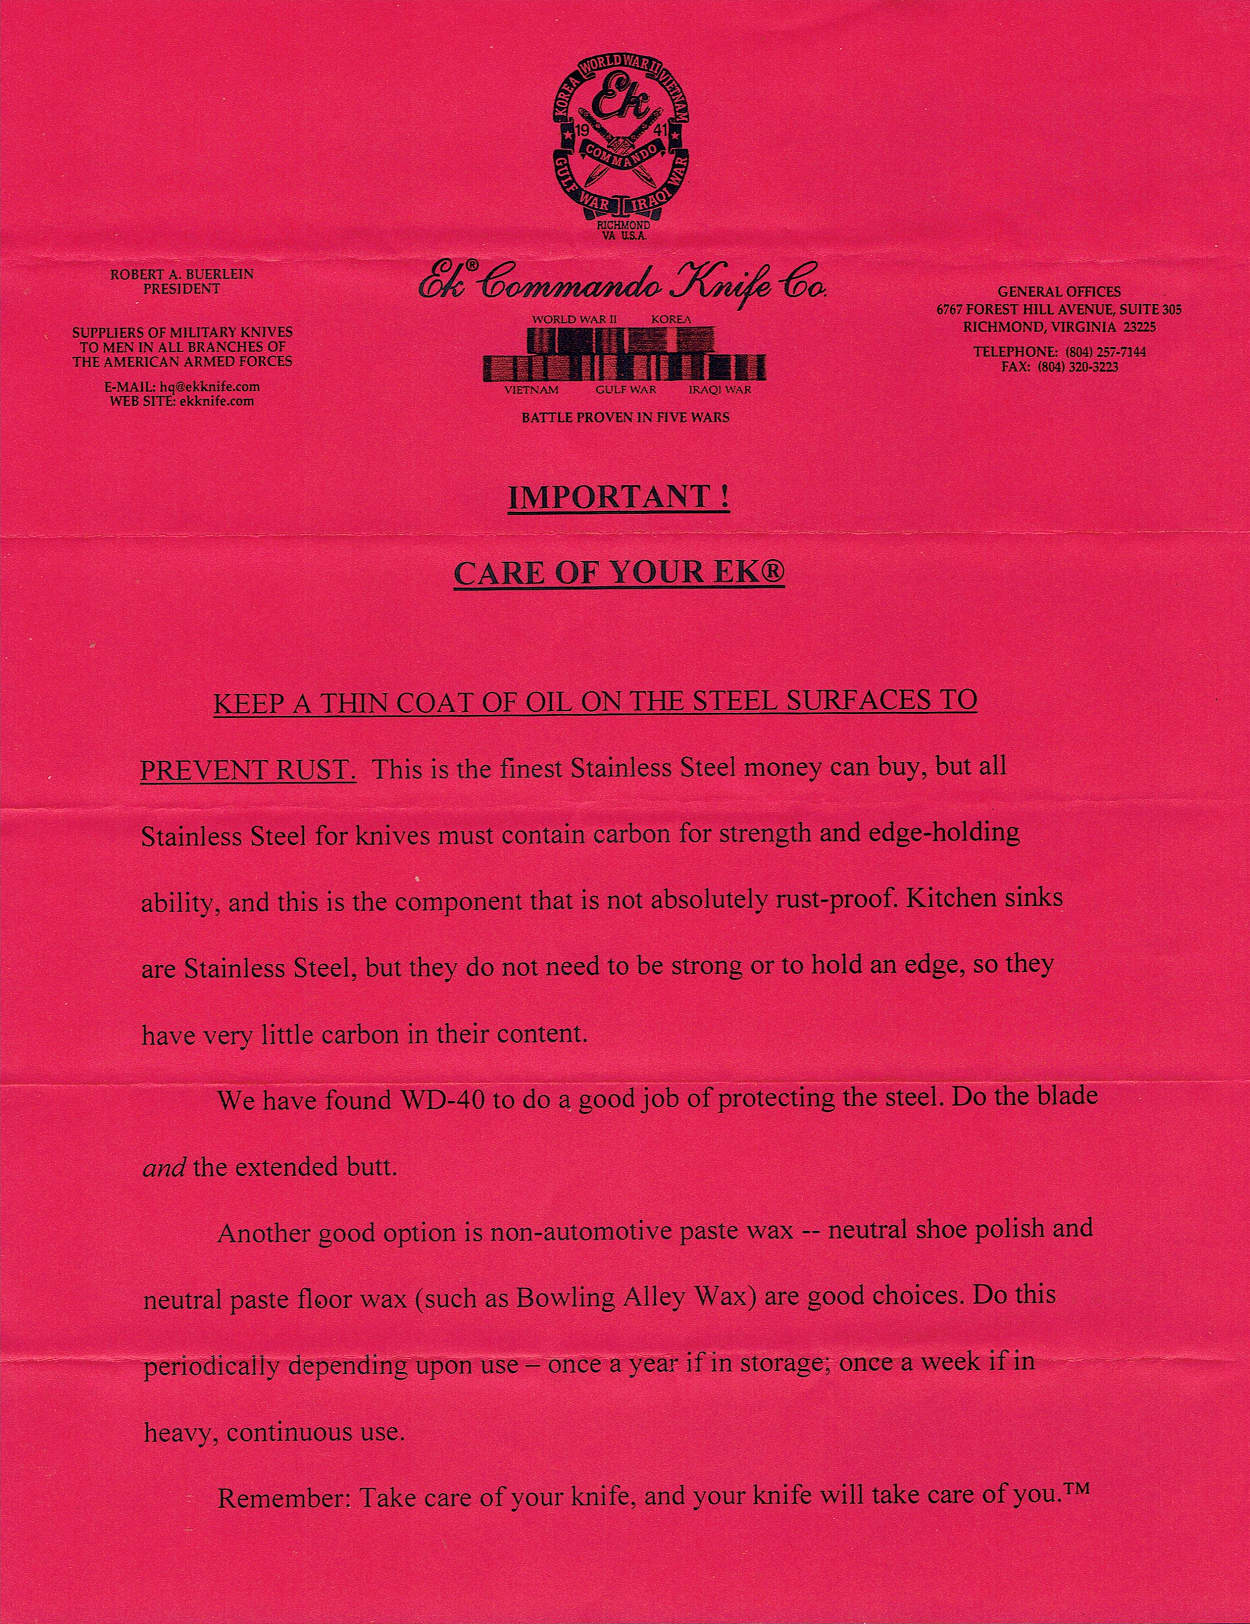 WORLD WAR II
KOREA
VIETNAM
Ek
19 41
COMMANDO
GULF WAR
IRAQI WAR
RICHMOND
VA U.S.A.
ROBERT A. BUERLEIN
PRESIDENT
SUPPLIERS OF MILITARY KNIVES
TO MEN IN ALL BRANCHES OF
THE AMERICAN ARMED FORCES
E-MAIL: hq@ekknife.com
WEB SITE: ekknife.com
Ek® Commando Knife Co.
WORLD WAR II KOREA
VIETNAM GULF WAR IRAQI WAR
BATTLE PROVEN IN FIVE WARS
GENERAL OFFICES
6767 FOREST HILL AVENUE, SUITE 305
RICHMOND, VIRGINIA 23225
TELEPHONE: (804) 257-7144
FAX: (804) 320-3223
IMPORTANT !
CARE OF YOUR EK®
KEEP A THIN COAT OF OIL ON THE STEEL SURFACES TO
PREVENT RUST. This is the finest Stainless Steel money can buy, but all
Stainless Steel for knives must contain carbon for strength and edge-holding
ability, and this is the component that is not absolutely rust-proof. Kitchen sinks
are Stainless Steel, but they do not need to be strong or to hold an edge, so they
have very little carbon in their content.
We have found WD-40 to do a good job of protecting the steel. Do the blade
and the extended butt.
Another good option is non-automotive paste wax -- neutral shoe polish and
neutral paste floor wax (such as Bowling Alley Wax) are good choices. Do this
periodically depending upon use – once a year if in storage; once a week if in
heavy, continuous use.
Remember: Take care of your knife, and your knife will take care of you.™